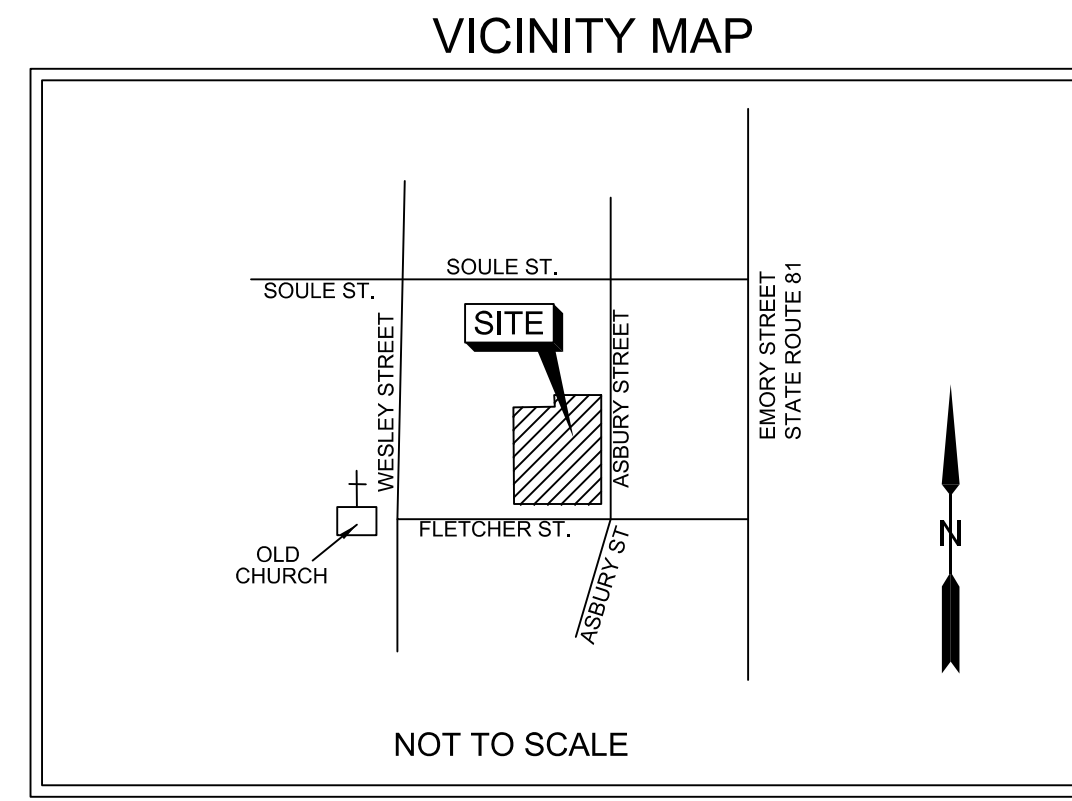 VICINITY MAP
SOULE ST.
SOULE ST.
SITE
WESLEY STREET
ASBURY STREET
EMORY STREET
STATE ROUTE 81
FLETCHER ST.
OLD
CHURCH
ASBURY ST
N
NOT TO SCALE